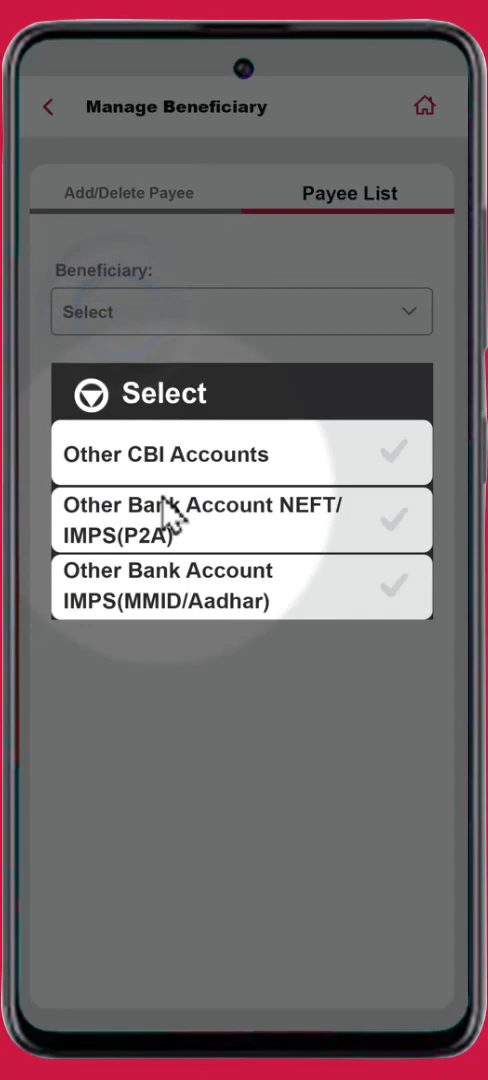 Manage Beneficiary
Add/Delete Payee
Payee List
Beneficiary:
Select
Select
Other CBI Accounts
Other Bank Account NEFT/
IMPS(P2A)
Other Bank Account
IMPS(MMID/Aadhar)